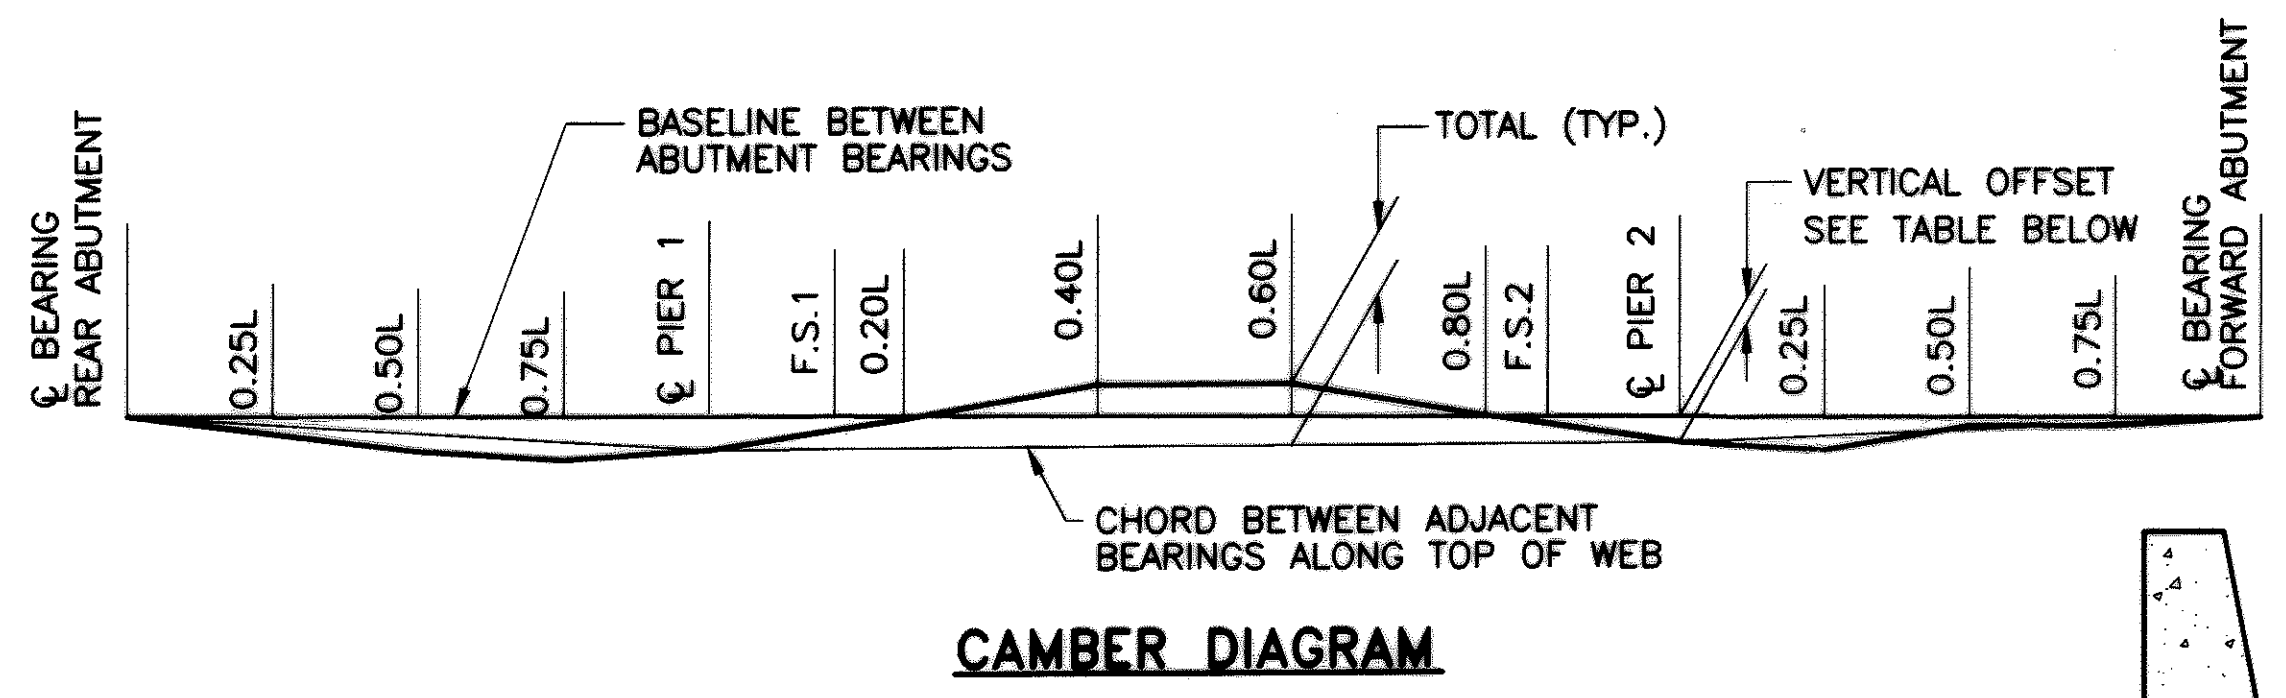 ℄ BEARING
REAR ABUTMENT
0.25L
0.50L
0.75L
℄ PIER 1
F.S.1
0.20L
0.40L
0.60L
0.80L
F.S.2
℄ PIER 2
0.25L
0.50L
0.75L
℄ BEARING
FORWARD ABUTMENT
BASELINE BETWEEN
ABUTMENT BEARINGS
TOTAL (TYP.)
VERTICAL OFFSET
SEE TABLE BELOW
CHORD BETWEEN ADJACENT
BEARINGS ALONG TOP OF WEB
CAMBER DIAGRAM